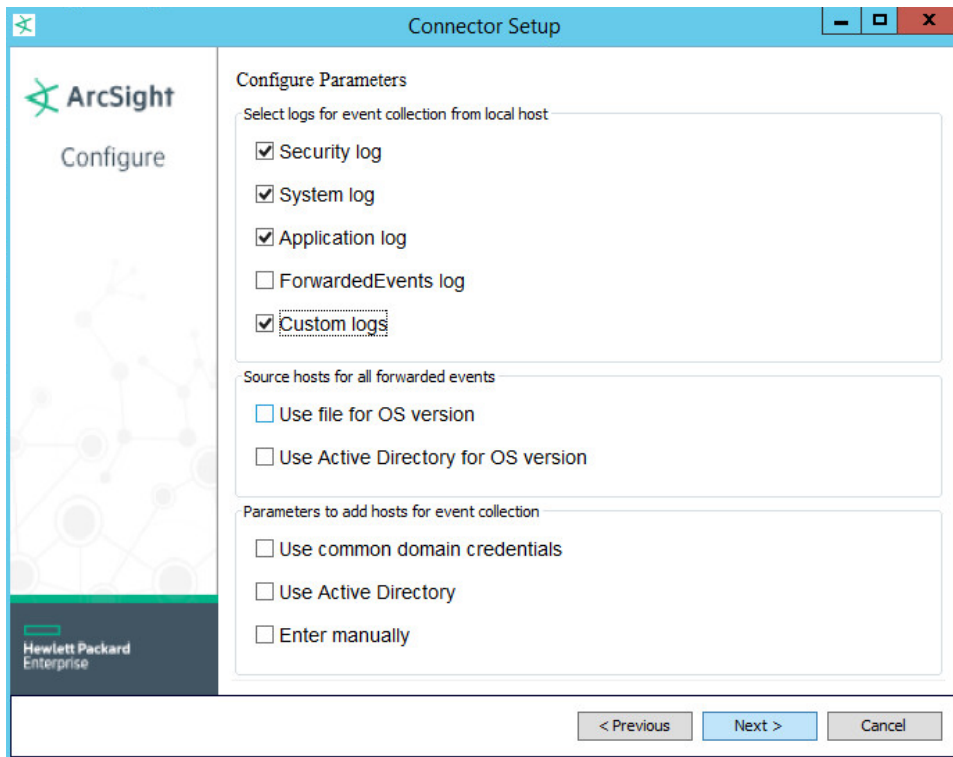 Connector Setup
ArcSight
Configure
Configure Parameters
Select logs for event collection from local host
Security log
System log
Application log
ForwardedEvents log
Custom logs
Source hosts for all forwarded events
Use file for OS version
Use Active Directory for OS version
Parameters to add hosts for event collection
Use common domain credentials
Use Active Directory
Enter manually
Hewlett Packard
Enterprise
< Previous
Next >
Cancel